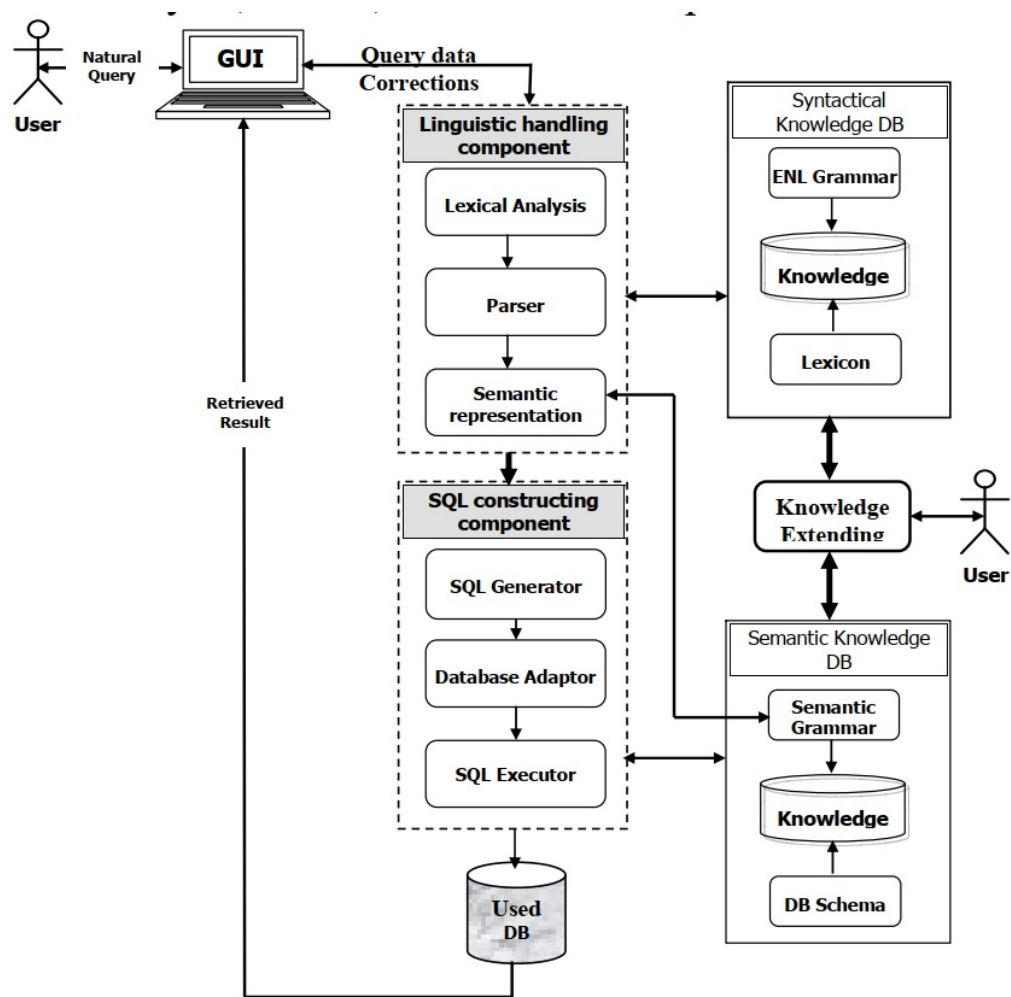 Natural
Query
User
GUI
Query data
Corrections
Linguistic handling
component
Lexical Analysis
Parser
Semantic
representation
Retrieved
Result
SQL constructing
component
SQL Generator
Database Adaptor
SQL Executor
Used
DB
Syntactical
Knowledge DB
ENL Grammar
Knowledge
Lexicon
Knowledge
Extending
User
Semantic Knowledge
DB
Semantic
Grammar
Knowledge
DB Schema